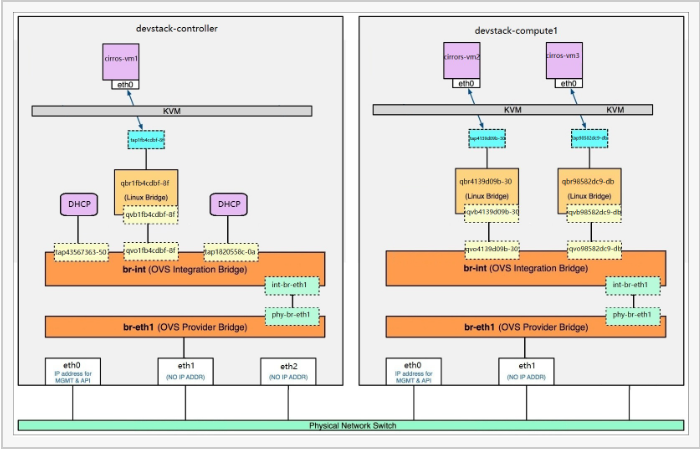 devstack-controller
cirros-vm1
eth0
KVM
tap1fb4cdbf-8f
qbr1fb4cdbf-8f
(Linux Bridge)
qvb1fb4cdbf-8f
DHCP
DHCP
tap43567363-50
qvo1fb4cdbf-8f
tap1820558c-0a
br-int (OVS Integration Bridge)
int-br-eth1
phy-br-eth1
br-eth1 (OVS Provider Bridge)
eth0
IP address for
MGMT & API
eth1
(NO IP ADDR)
eth2
(NO IP ADDR)
devstack-compute1
cirrors-vm2
cirros-vm3
eth0
eth0
KVM
KVM
tap4139d09b-30
tap98582dc9-db
qbr4139d09b-30
(Linux Bridge)
qvb4139d09b-30
qbr98582dc9-db
(Linux Bridge)
qvb98582dc9-db
qvo4139d09b-30
qvo98582dc9-db
br-int (OVS Integration Bridge)
int-br-eth1
phy-br-eth1
br-eth1 (OVS Provider Bridge)
eth0
IP address for
MGMT & API
eth1
(NO IP ADDR)
Physical Network Switch